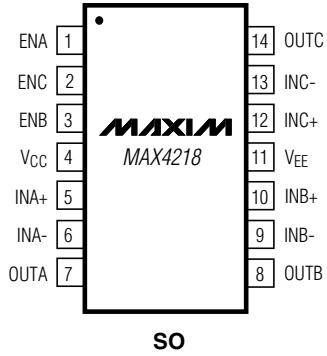 ENA 1 14 OUTC
ENC 2 13 INC-
ENB 3 MAXIM 12 INC+
VCC 4 MAX4218 11 VEE
INA+ 5 10 INB+
INA- 6 9 INB-
OUTA 7 8 OUTB
SO